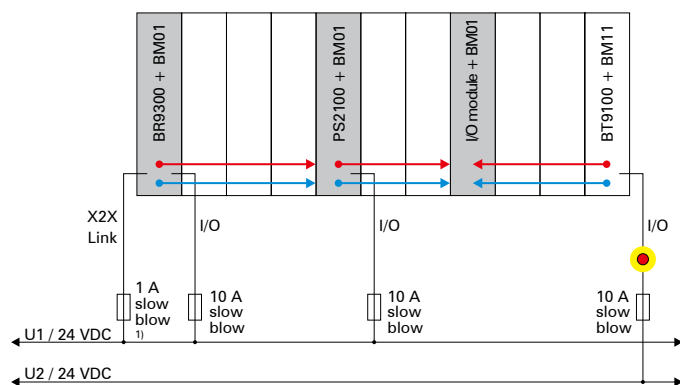 BR9300 + BM01
PS2100 + BM01
I/O module + BM01
BT9100 + BM11
X2X
Link
I/O
I/O
I/O
1 A
slow
blow
1)
10 A
slow
blow
10 A
slow
blow
10 A
slow
blow
U1 / 24 VDC
U2 / 24 VDC